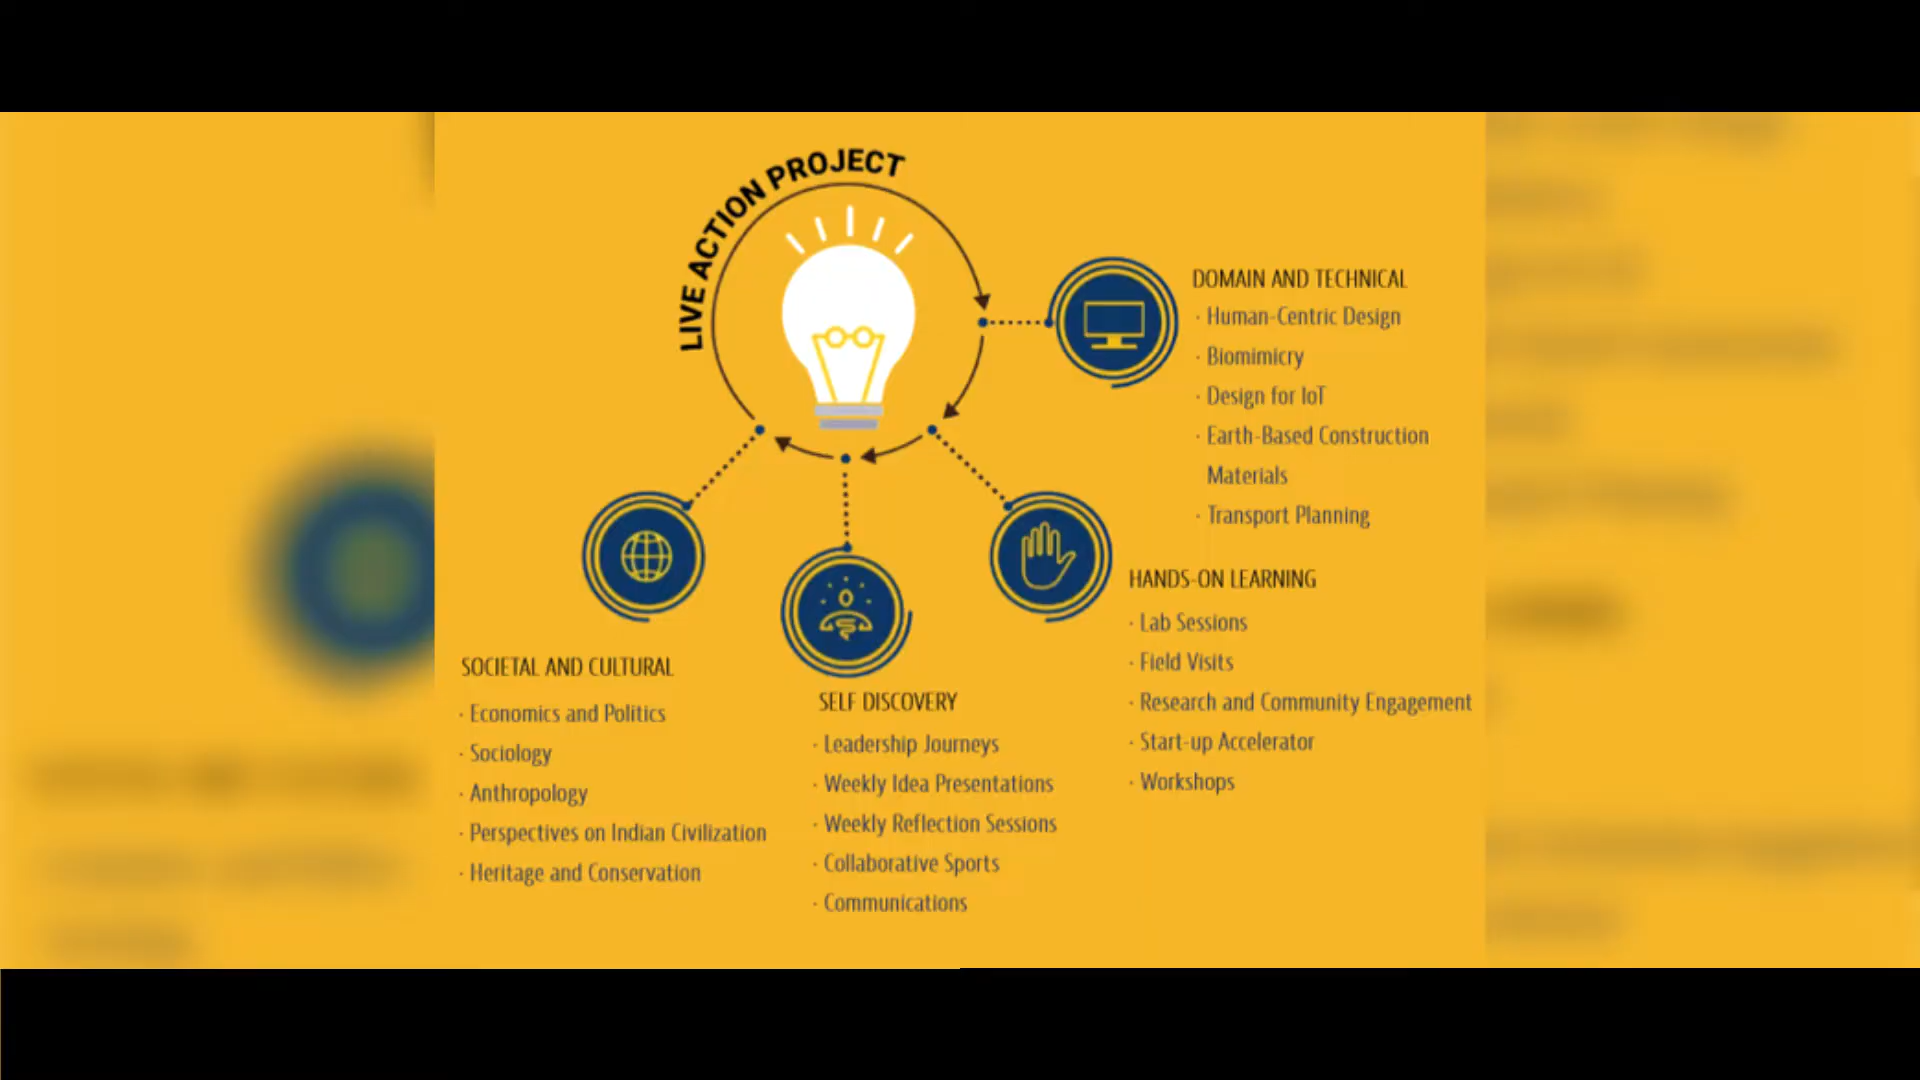 LIVE ACTION PROJECT
DOMAIN AND TECHNICAL
· Human-Centric Design
· Biomimicry
· Design for IoT
· Earth-Based Construction
Materials
· Transport Planning
HANDS-ON LEARNING
· Lab Sessions
· Field Visits
· Research and Community Engagement
· Start-up Accelerator
· Workshops
SELF DISCOVERY
· Leadership Journeys
· Weekly Idea Presentations
· Weekly Reflection Sessions
· Collaborative Sports
· Communications
SOCIETAL AND CULTURAL
· Economics and Politics
· Sociology
· Anthropology
· Perspectives on Indian Civilization
· Heritage and Conservation